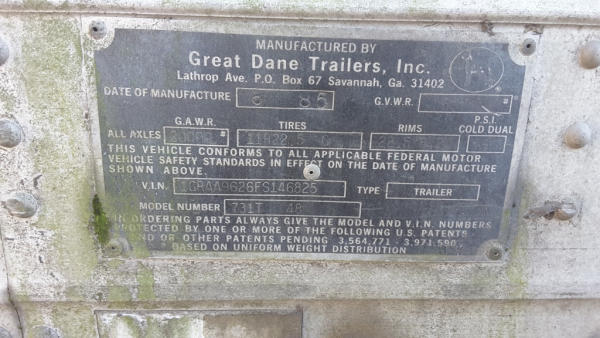 MANUFACTURED BY
Great Dane Trailers, Inc.
Lathrop Ave. P.O. Box 67 Savannah, Ga. 31402
DATE OF MANUFACTURE 6 85 G.V.W.R. #
G.A.W.R. TIRES RIMS P.S.I. COLD DUAL
ALL AXLES #
THIS VEHICLE CONFORMS TO ALL APPLICABLE FEDERAL MOTOR
VEHICLE SAFETY STANDARDS IN EFFECT ON THE DATE OF MANUFACTURE
SHOWN ABOVE.
V.I.N. 1GRAA9626FS146825 TYPE TRAILER
MODEL NUMBER 731T 48
IN ORDERING PARTS ALWAYS GIVE THE MODEL AND V.I.N. NUMBERS
PROTECTED BY ONE OR MORE OF THE FOLLOWING U.S. PATENTS
AND OR OTHER PATENTS PENDING 3,564,771 - 3,971,590
BASED ON UNIFORM WEIGHT DISTRIBUTION